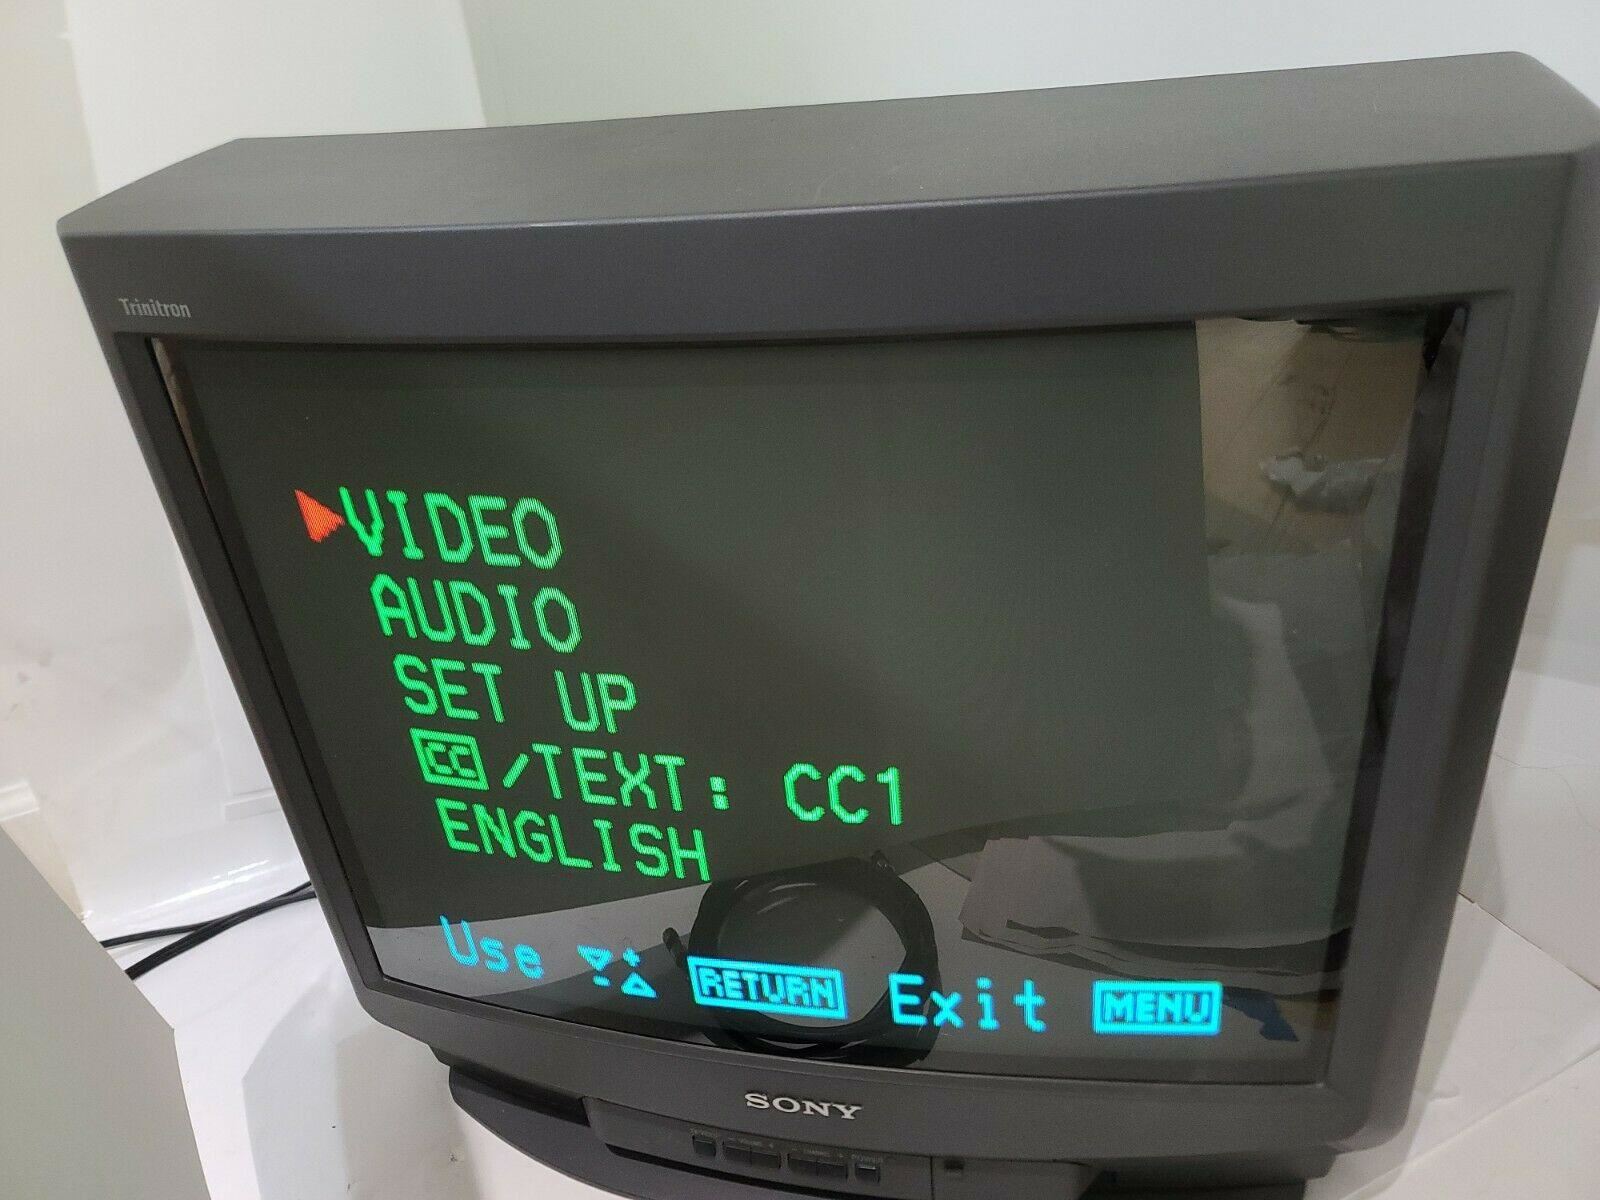 Trinitron
VIDEO
AUDIO
SET UP
CC/TEXT: CC1
ENGLISH
Use RETURN Exit MENU
SONY